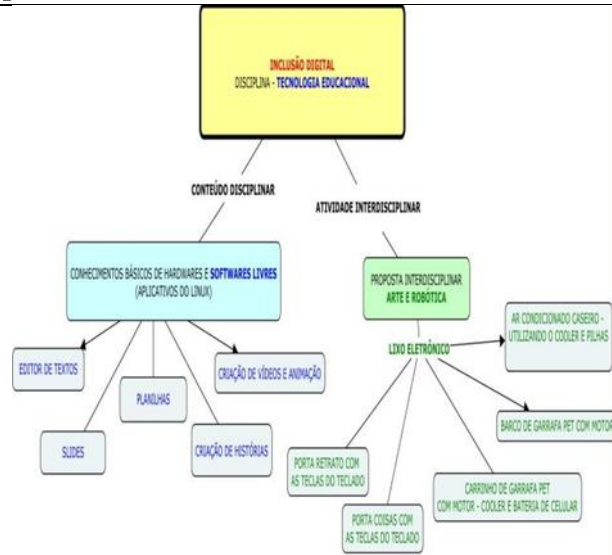 INCLUSÃO DIGITAL
DISCIPLINA - TECNOLOGIA EDUCACIONAL
CONTEÚDO DISCIPLINAR
ATIVIDADE INTERDISCIPLINAR
CONHECIMENTOS BÁSICOS DE HARDWARES E SOFTWARES LIVRES
(APLICATIVOS DO LINUX)
PROPOSTA INTERDISCIPLINAR
ARTE E ROBÓTICA
EDITOR DE TEXTOS
SLIDES
PLANILHAS
CRIAÇÃO DE HISTÓRIAS
CRIAÇÃO DE VÍDEOS E ANIMAÇÃO
LIXO ELETRÔNICO
AR CONDICIONADO CASEIRO -
UTILIZANDO O COOLER E PILHAS
BARCO DE GARRAFA PET COM MOTOR
CARRINHO DE GARRAFA PET
COM MOTOR - COOLER E BATERIA DE CELULAR
PORTA RETRATO COM
AS TECLAS DO TECLADO
PORTA COISAS COM
AS TECLAS DO TECLADO